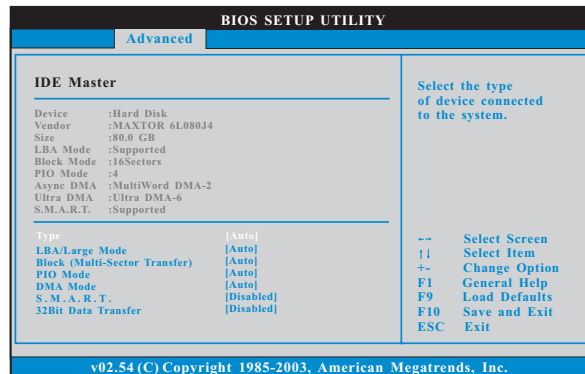 BIOS SETUP UTILITY
Advanced
IDE Master
Device :Hard Disk
Vendor :MAXTOR 6L080J4
Size :80.0 GB
LBA Mode :Supported
Block Mode :16Sectors
PIO Mode :4
Async DMA :MultiWord DMA-2
Ultra DMA :Ultra DMA-6
S.M.A.R.T. :Supported
Type [Auto]
LBA/Large Mode [Auto]
Block (Multi-Sector Transfer) [Auto]
PIO Mode [Auto]
DMA Mode [Auto]
S.M.A.R.T. [Disabled]
32Bit Data Transfer [Disabled]
Select the type
of device connected
to the system.
←→ Select Screen
↑↓ Select Item
+- Change Option
F1 General Help
F9 Load Defaults
F10 Save and Exit
ESC Exit
v02.54 (C) Copyright 1985-2003, American Megatrends, Inc.